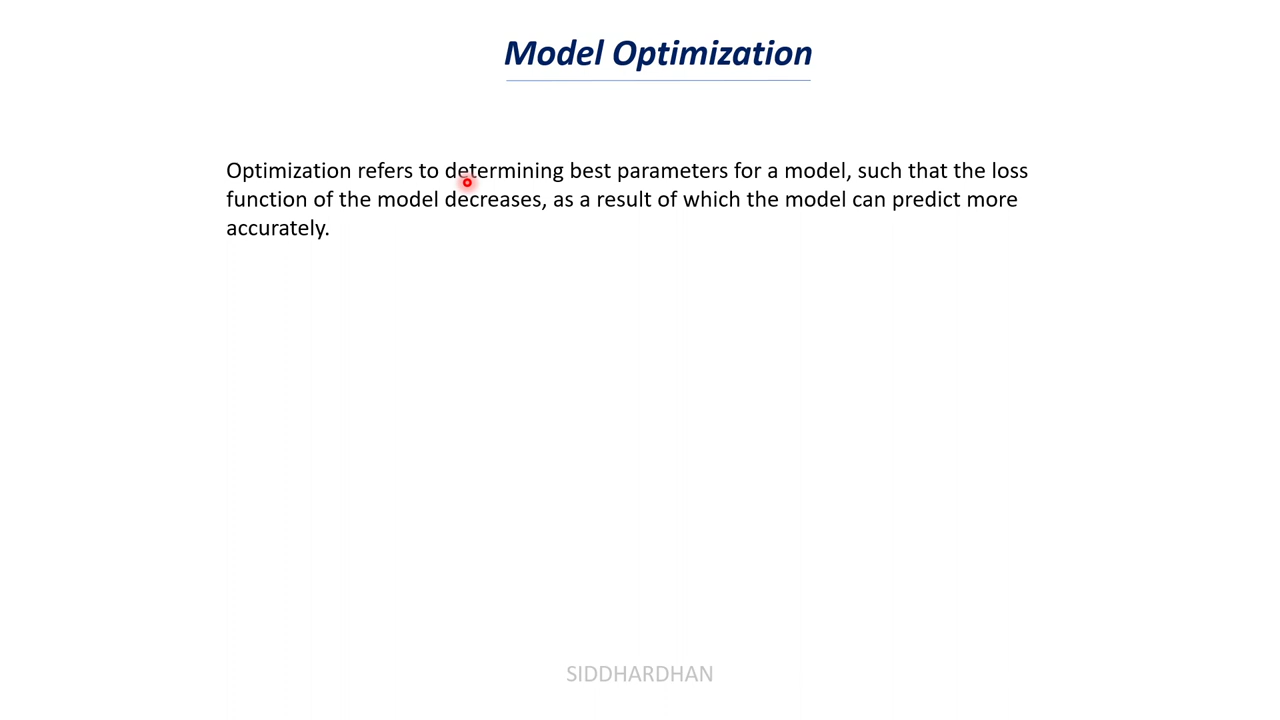 Model Optimization
Optimization refers to determining best parameters for a model, such that the loss
function of the model decreases, as a result of which the model can predict more
accurately.
SIDDHARDHAN